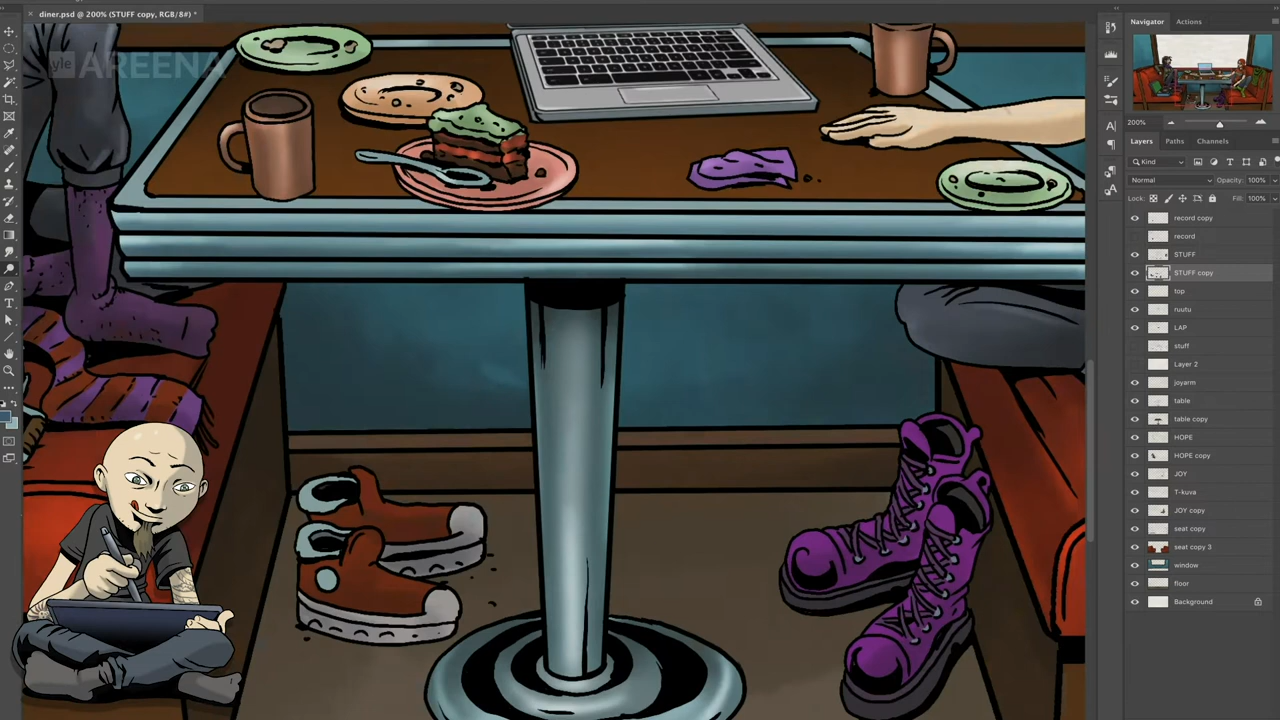 diner.psd @ 200% (STUFF copy, RGB/8#) *
yle AREENA
Navigator
Actions
200%
Layers
Paths
Channels
Kind
Normal
Opacity: 100%
Lock:
Fill: 100%
record copy
record
STUFF
STUFF copy
top
ruutu
LAP
stuff
Layer 2
joyarm
table
table copy
HOPE
HOPE copy
JOY
T-kuva
JOY copy
seat copy
seat copy 3
window
floor
Background